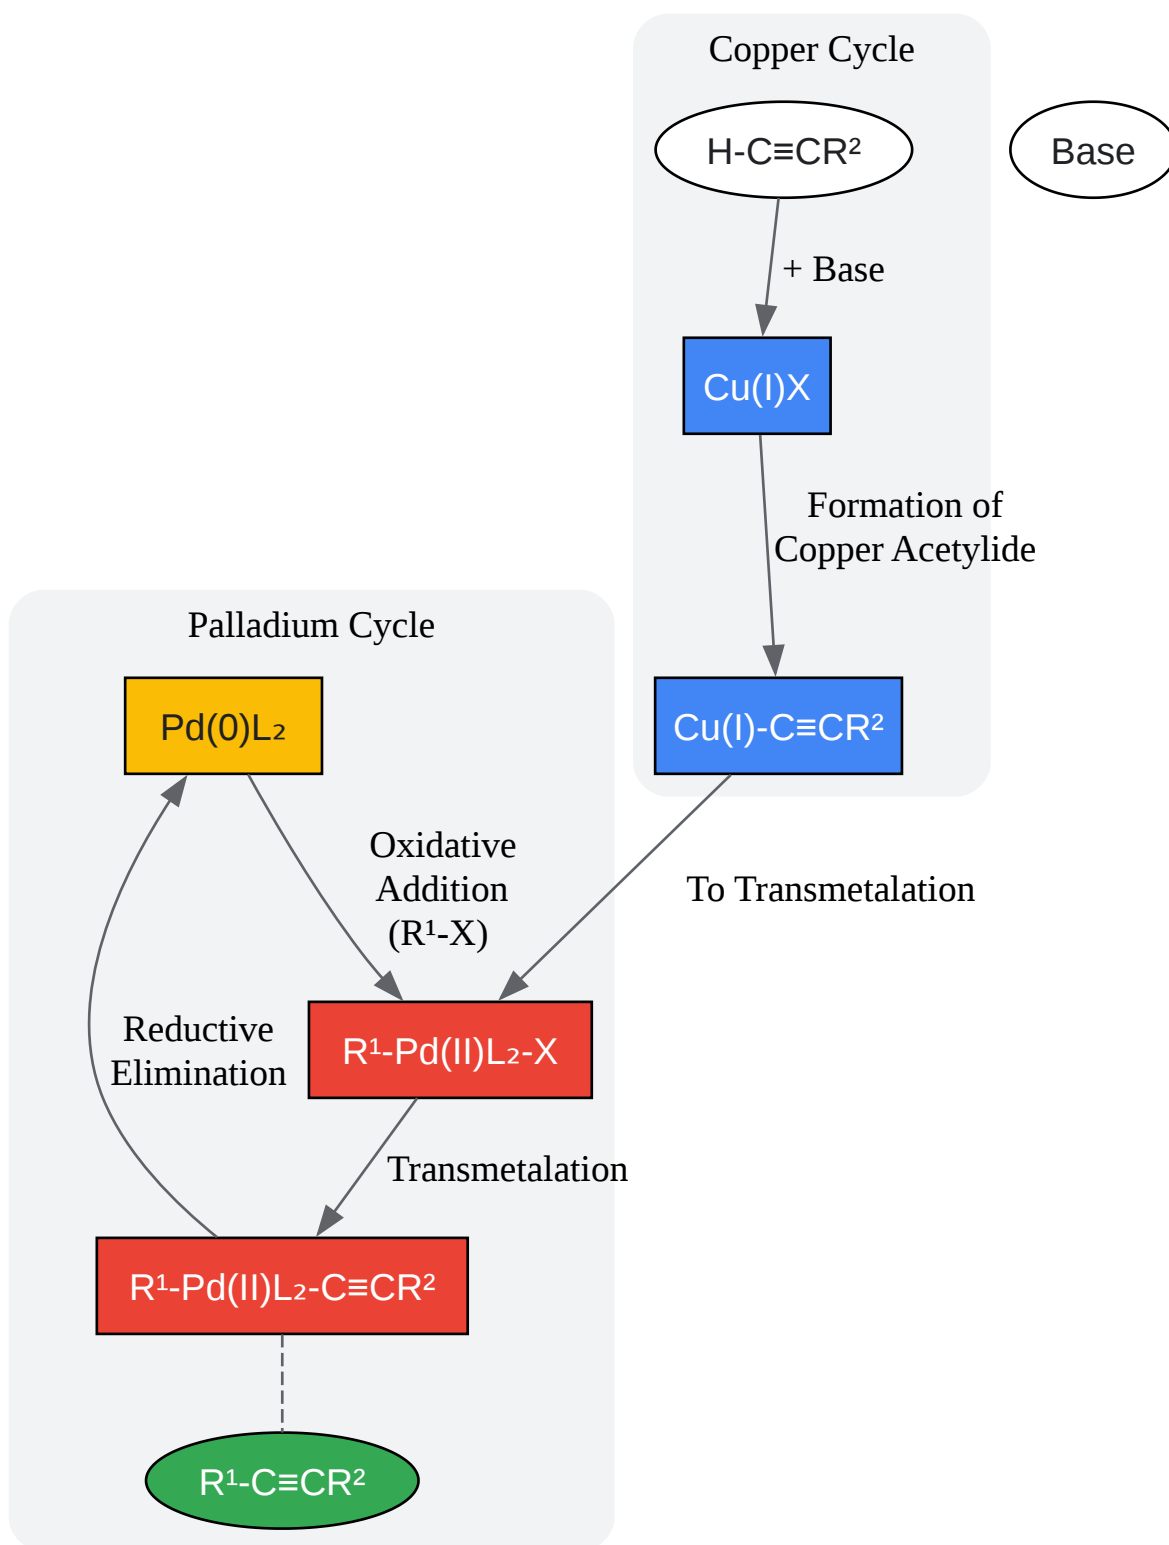 Copper Cycle
H-C≡CR²
Base
+ Base
Cu(I)X
Formation of
Copper Acetylide
Palladium Cycle
Pd(0)L₂
Cu(I)-C≡CR²
Oxidative
Addition
(R¹-X)
To Transmetalation
Reductive
Elimination
R¹-Pd(II)L₂-X
Transmetalation
R¹-Pd(II)L₂-C≡CR²
R¹-C≡CR²